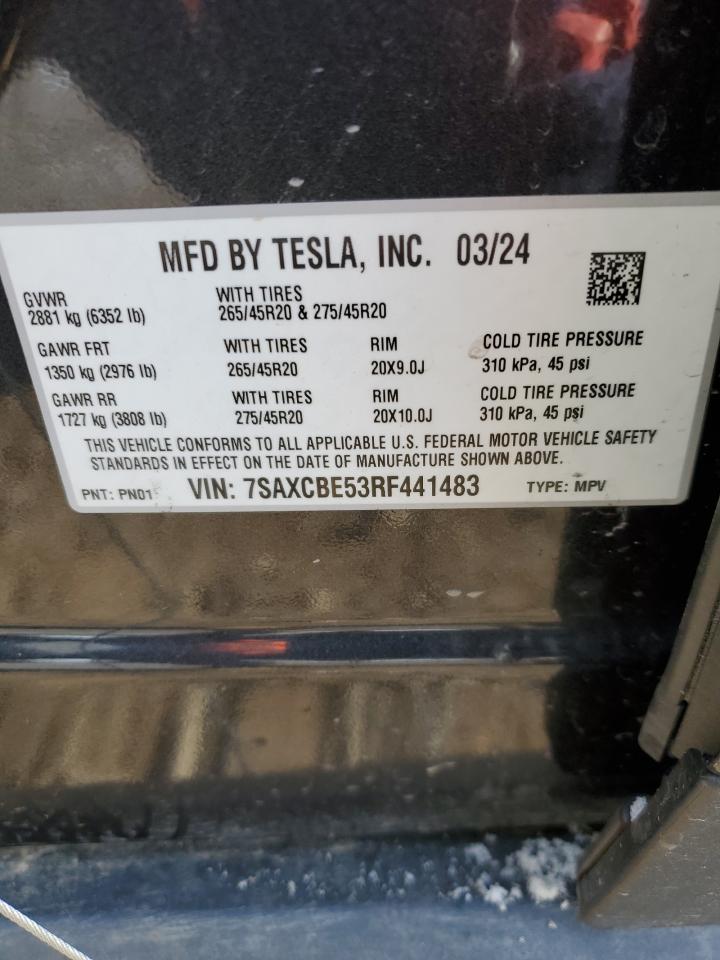 MFD BY TESLA, INC. 03/24
GVWR WITH TIRES
2881 kg (6352 lb) 265/45R20 & 275/45R20
GAWR FRT WITH TIRES RIM COLD TIRE PRESSURE
1350 kg (2976 lb) 265/45R20 20X9.0J 310 kPa, 45 psi
GAWR RR WITH TIRES RIM COLD TIRE PRESSURE
1727 kg (3808 lb) 275/45R20 20X10.0J 310 kPa, 45 psi
THIS VEHICLE CONFORMS TO ALL APPLICABLE U.S. FEDERAL MOTOR VEHICLE SAFETY
STANDARDS IN EFFECT ON THE DATE OF MANUFACTURE SHOWN ABOVE.
PNT: VIN: 7SAXCBE53RF441483 TYPE: MPV